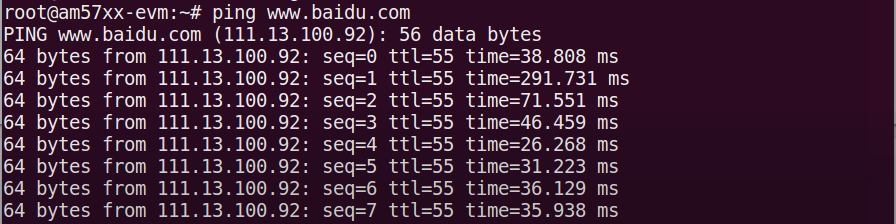 root@am57xx-evm:~# ping www.baidu.com
PING www.baidu.com (111.13.100.92): 56 data bytes
64 bytes from 111.13.100.92: seq=0 ttl=55 time=38.808 ms
64 bytes from 111.13.100.92: seq=1 ttl=55 time=291.731 ms
64 bytes from 111.13.100.92: seq=2 ttl=55 time=71.551 ms
64 bytes from 111.13.100.92: seq=3 ttl=55 time=46.459 ms
64 bytes from 111.13.100.92: seq=4 ttl=55 time=26.268 ms
64 bytes from 111.13.100.92: seq=5 ttl=55 time=31.223 ms
64 bytes from 111.13.100.92: seq=6 ttl=55 time=36.129 ms
64 bytes from 111.13.100.92: seq=7 ttl=55 time=35.938 ms